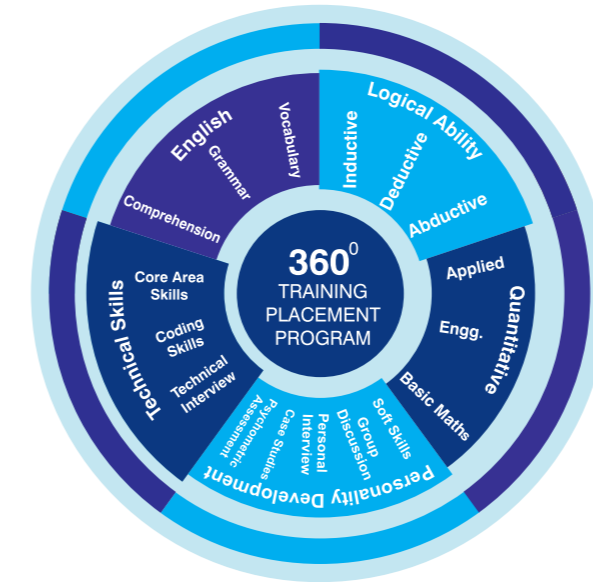 360⁰
TRAINING
PLACEMENT
PROGRAM
English
Comprehension
Grammar
Vocabulary
Logical Ability
Inductive
Deductive
Abductive
Quantitative
Applied
Engg.
Basic Maths
Personality Development
Soft Skills
Group
Discussion
Personal
Interview
Case Studies
Psychometric
Assessment
Technical Skills
Core Area
Skills
Coding
Skills
Technical
Interview